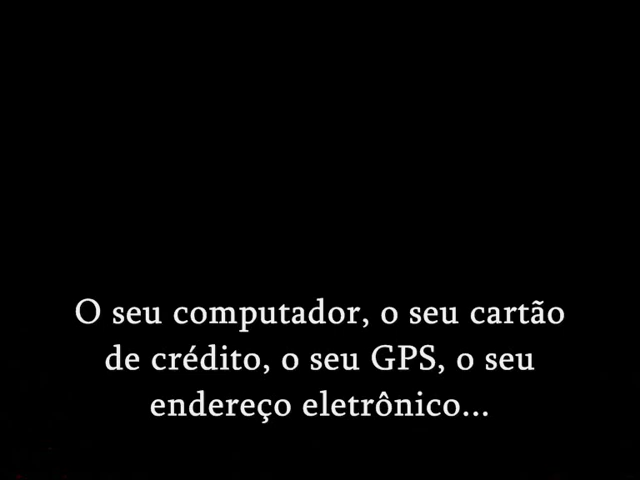 O seu computador, o seu cartão
de crédito, o seu GPS, o seu
endereço eletrônico...